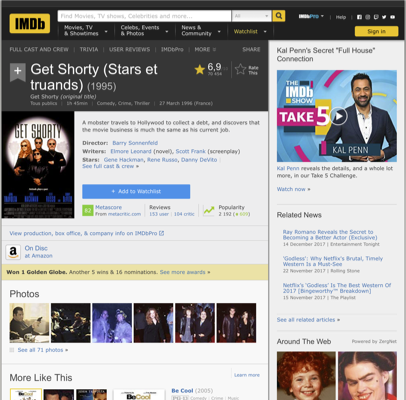 IMDb
Find Movies, TV shows, Celebrities and more...
All
Movies, TV
& Showtimes
Celebs, Events
& Photos
News &
Community
Watchlist
IMDbPro
Help
Sign in
FULL CAST AND CREW | TRIVIA | USER REVIEWS | IMDbPro | MORE
SHARE
Get Shorty (Stars et
truands) (1995)
Get Shorty (original title)
Tous publics | 1h 45min | Comedy, Crime, Thriller | 27 March 1996 (France)
6,9
Rate
This
GET SHORTY
A mobster travels to Hollywood to collect a debt, and discovers that
the movie business is much the same as his current job.
Director: Barry Sonnenfeld
Writers: Elmore Leonard (novel), Scott Frank (screenplay)
Stars: Gene Hackman, Rene Russo, Danny DeVito |
See full cast & crew »
+ Add to Watchlist
82
Metascore
From metacritic.com
Reviews
153 user | 104 critic
Popularity
View production, box office, & company info on IMDbPro
On Disc
at Amazon
Won 1 Golden Globe. Another 5 wins & 16 nominations. See more awards »
Photos
See all 71 photos »
More Like This
Learn more
Be Cool (2005)
Comedy | Crime | Music
Kal Penn's Secret "Full House"
Connection
THE
IMDb
SHOW
TAKE
5
Kal Penn reveals the details, and a whole lot
more, in our Take 5 Challenge.
Watch now »
Related News
Ray Romano Reveals the Secret to
Becoming a Better Actor (Exclusive)
14 December 2017 | Entertainment Tonight
'Godless': Why Netflix's Brutal, Timely
Western Is a Must-See
22 November 2017 | Rolling Stone
Netflix's 'Godless' Is The Best Western Of
2017 [Bingeworthy™ Breakdown]
15 November 2017 | The Playlist
See all related articles »
Around The Web
Powered by ZergNet